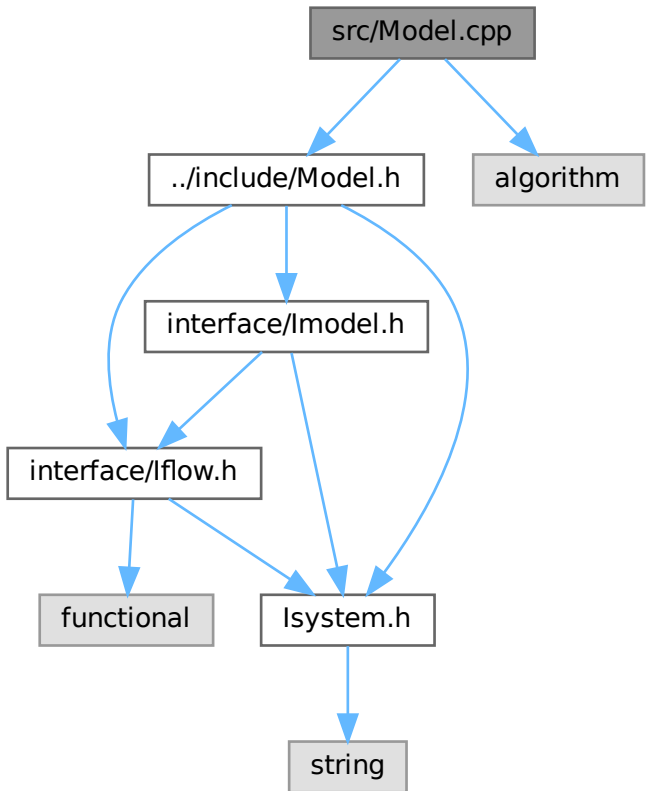 src/Model.cpp
../include/Model.h
algorithm
interface/Imodel.h
interface/Iflow.h
functional
Isystem.h
string